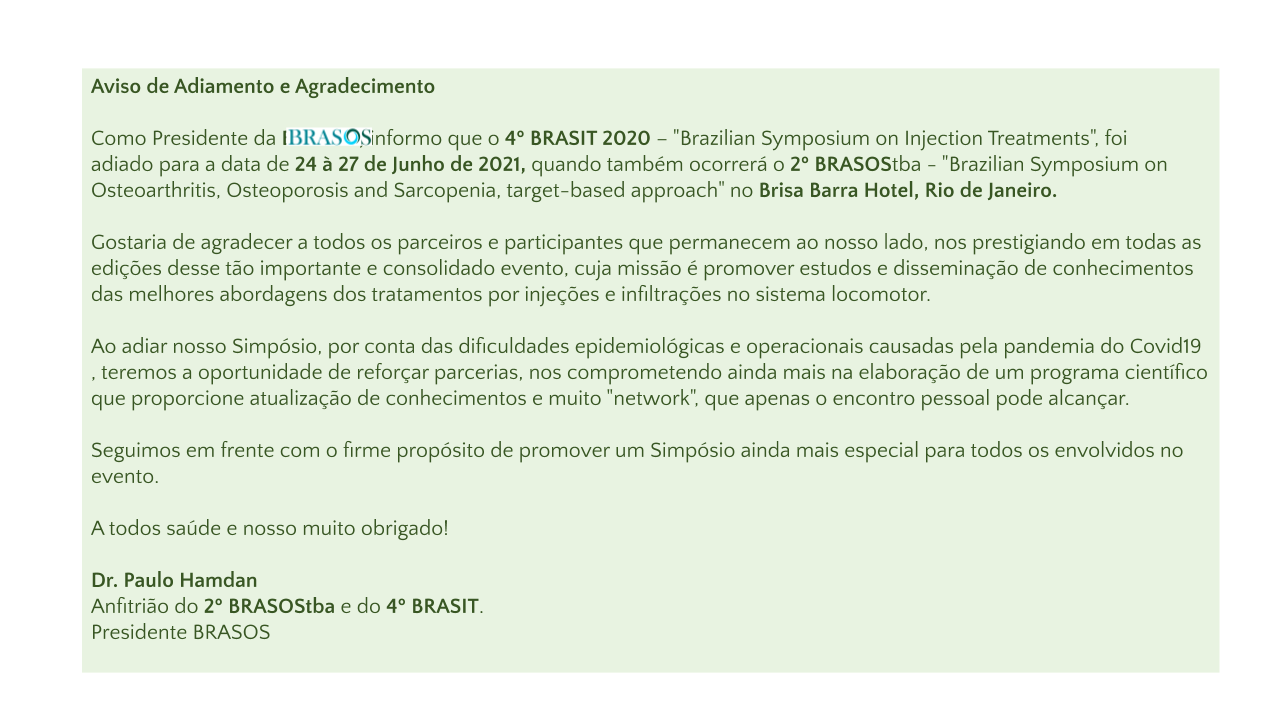 Aviso de Adiamento e Agradecimento
Como Presidente da BRASOS, informo que o 4º BRASIT 2020 – "Brazilian Symposium on Injection Treatments", foi
adiado para a data de 24 à 27 de Junho de 2021, quando também ocorrerá o 2º BRASOStba - "Brazilian Symposium on
Osteoarthritis, Osteoporosis and Sarcopenia, target-based approach" no Brisa Barra Hotel, Rio de Janeiro.
Gostaria de agradecer a todos os parceiros e participantes que permanecem ao nosso lado, nos prestigiando em todas as
edições desse tão importante e consolidado evento, cuja missão é promover estudos e disseminação de conhecimentos
das melhores abordagens dos tratamentos por injeções e infiltrações no sistema locomotor.
Ao adiar nosso Simpósio, por conta das dificuldades epidemiológicas e operacionais causadas pela pandemia do Covid19
, teremos a oportunidade de reforçar parcerias, nos comprometendo ainda mais na elaboração de um programa científico
que proporcione atualização de conhecimentos e muito "network", que apenas o encontro pessoal pode alcançar.
Seguimos em frente com o firme propósito de promover um Simpósio ainda mais especial para todos os envolvidos no
evento.
A todos saúde e nosso muito obrigado!
Dr. Paulo Hamdan
Anfitrião do 2º BRASOStba e do 4º BRASIT.
Presidente BRASOS